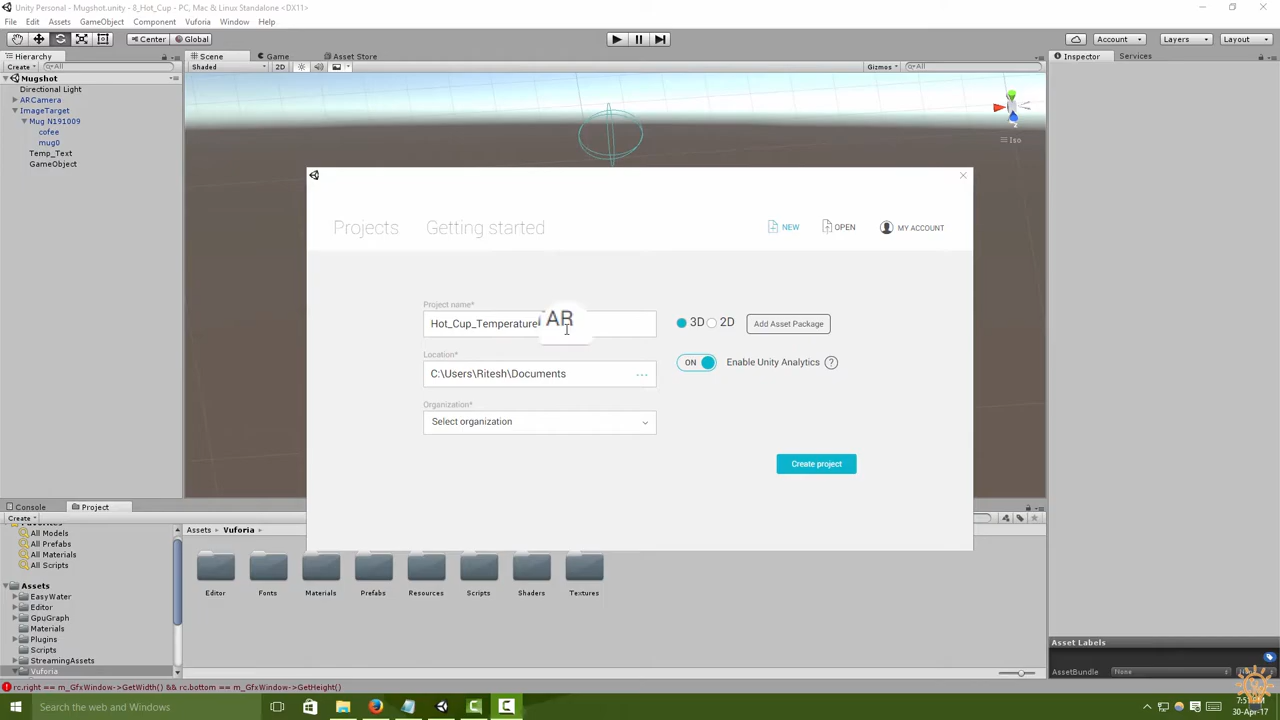 Unity Personal - Mugshot.unity - 8_Hot_Cup - PC, Mac & Linux Standalone <DX11>
File Edit Assets GameObject Component Vuforia Window Help
Center Global Account Layers Layout
Hierarchy Scene Game Asset Store Inspector Services
Create All Shaded 2D Gizmos All
Mugshot
Directional Light
ARCamera
ImageTarget
Mug N191009
cofee
mug0
Temp_Text
GameObject
Iso
Projects Getting started NEW OPEN MY ACCOUNT
Project name*
Hot_Cup_Temperature AR
3D 2D Add Asset Package
Location*
C:\Users\Ritesh\Documents ...
ON Enable Unity Analytics ?
Organization*
Select organization
Create project
Console Project
Create
Favorites
All Models
All Prefabs
All Materials
All Scripts
Assets
EasyWater
Editor
GpuGraph
Materials
Plugins
Scripts
StreamingAssets
Vuforia
Assets Vuforia
Editor Fonts Materials Prefabs Resources Scripts Shaders Textures
Asset Labels
AssetBundle None
rc.right == m_GfxWindow->GetWidth() && rc.bottom == m_GfxWindow->GetHeight()
Search the web and Windows
30-Apr-17